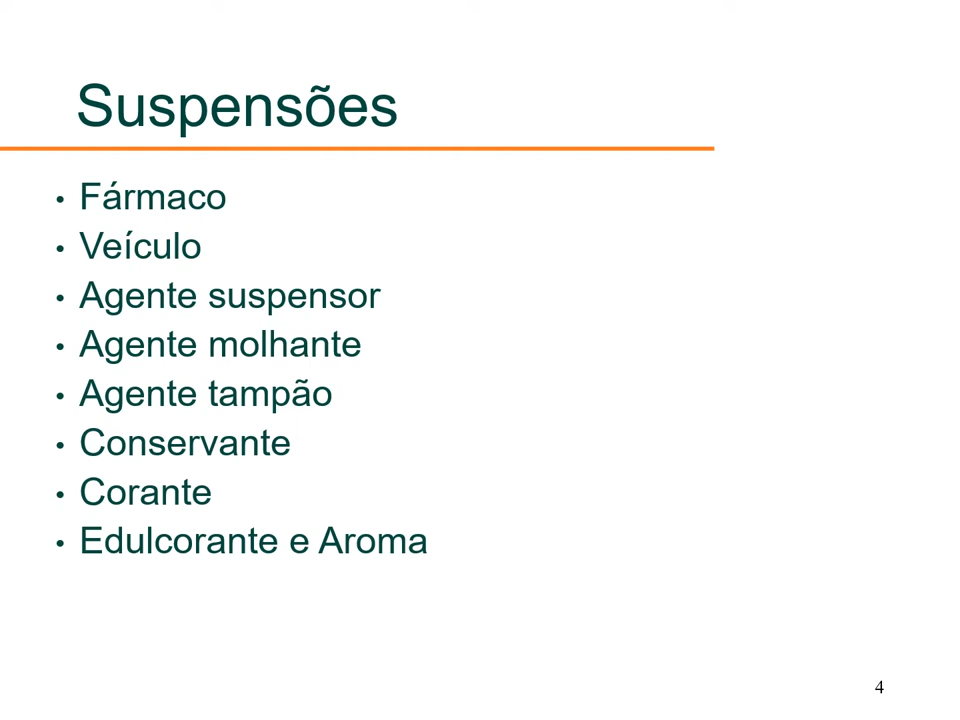 Suspensões
• Fármaco
• Veículo
• Agente suspensor
• Agente molhante
• Agente tampão
• Conservante
• Corante
• Edulcorante e Aroma
4